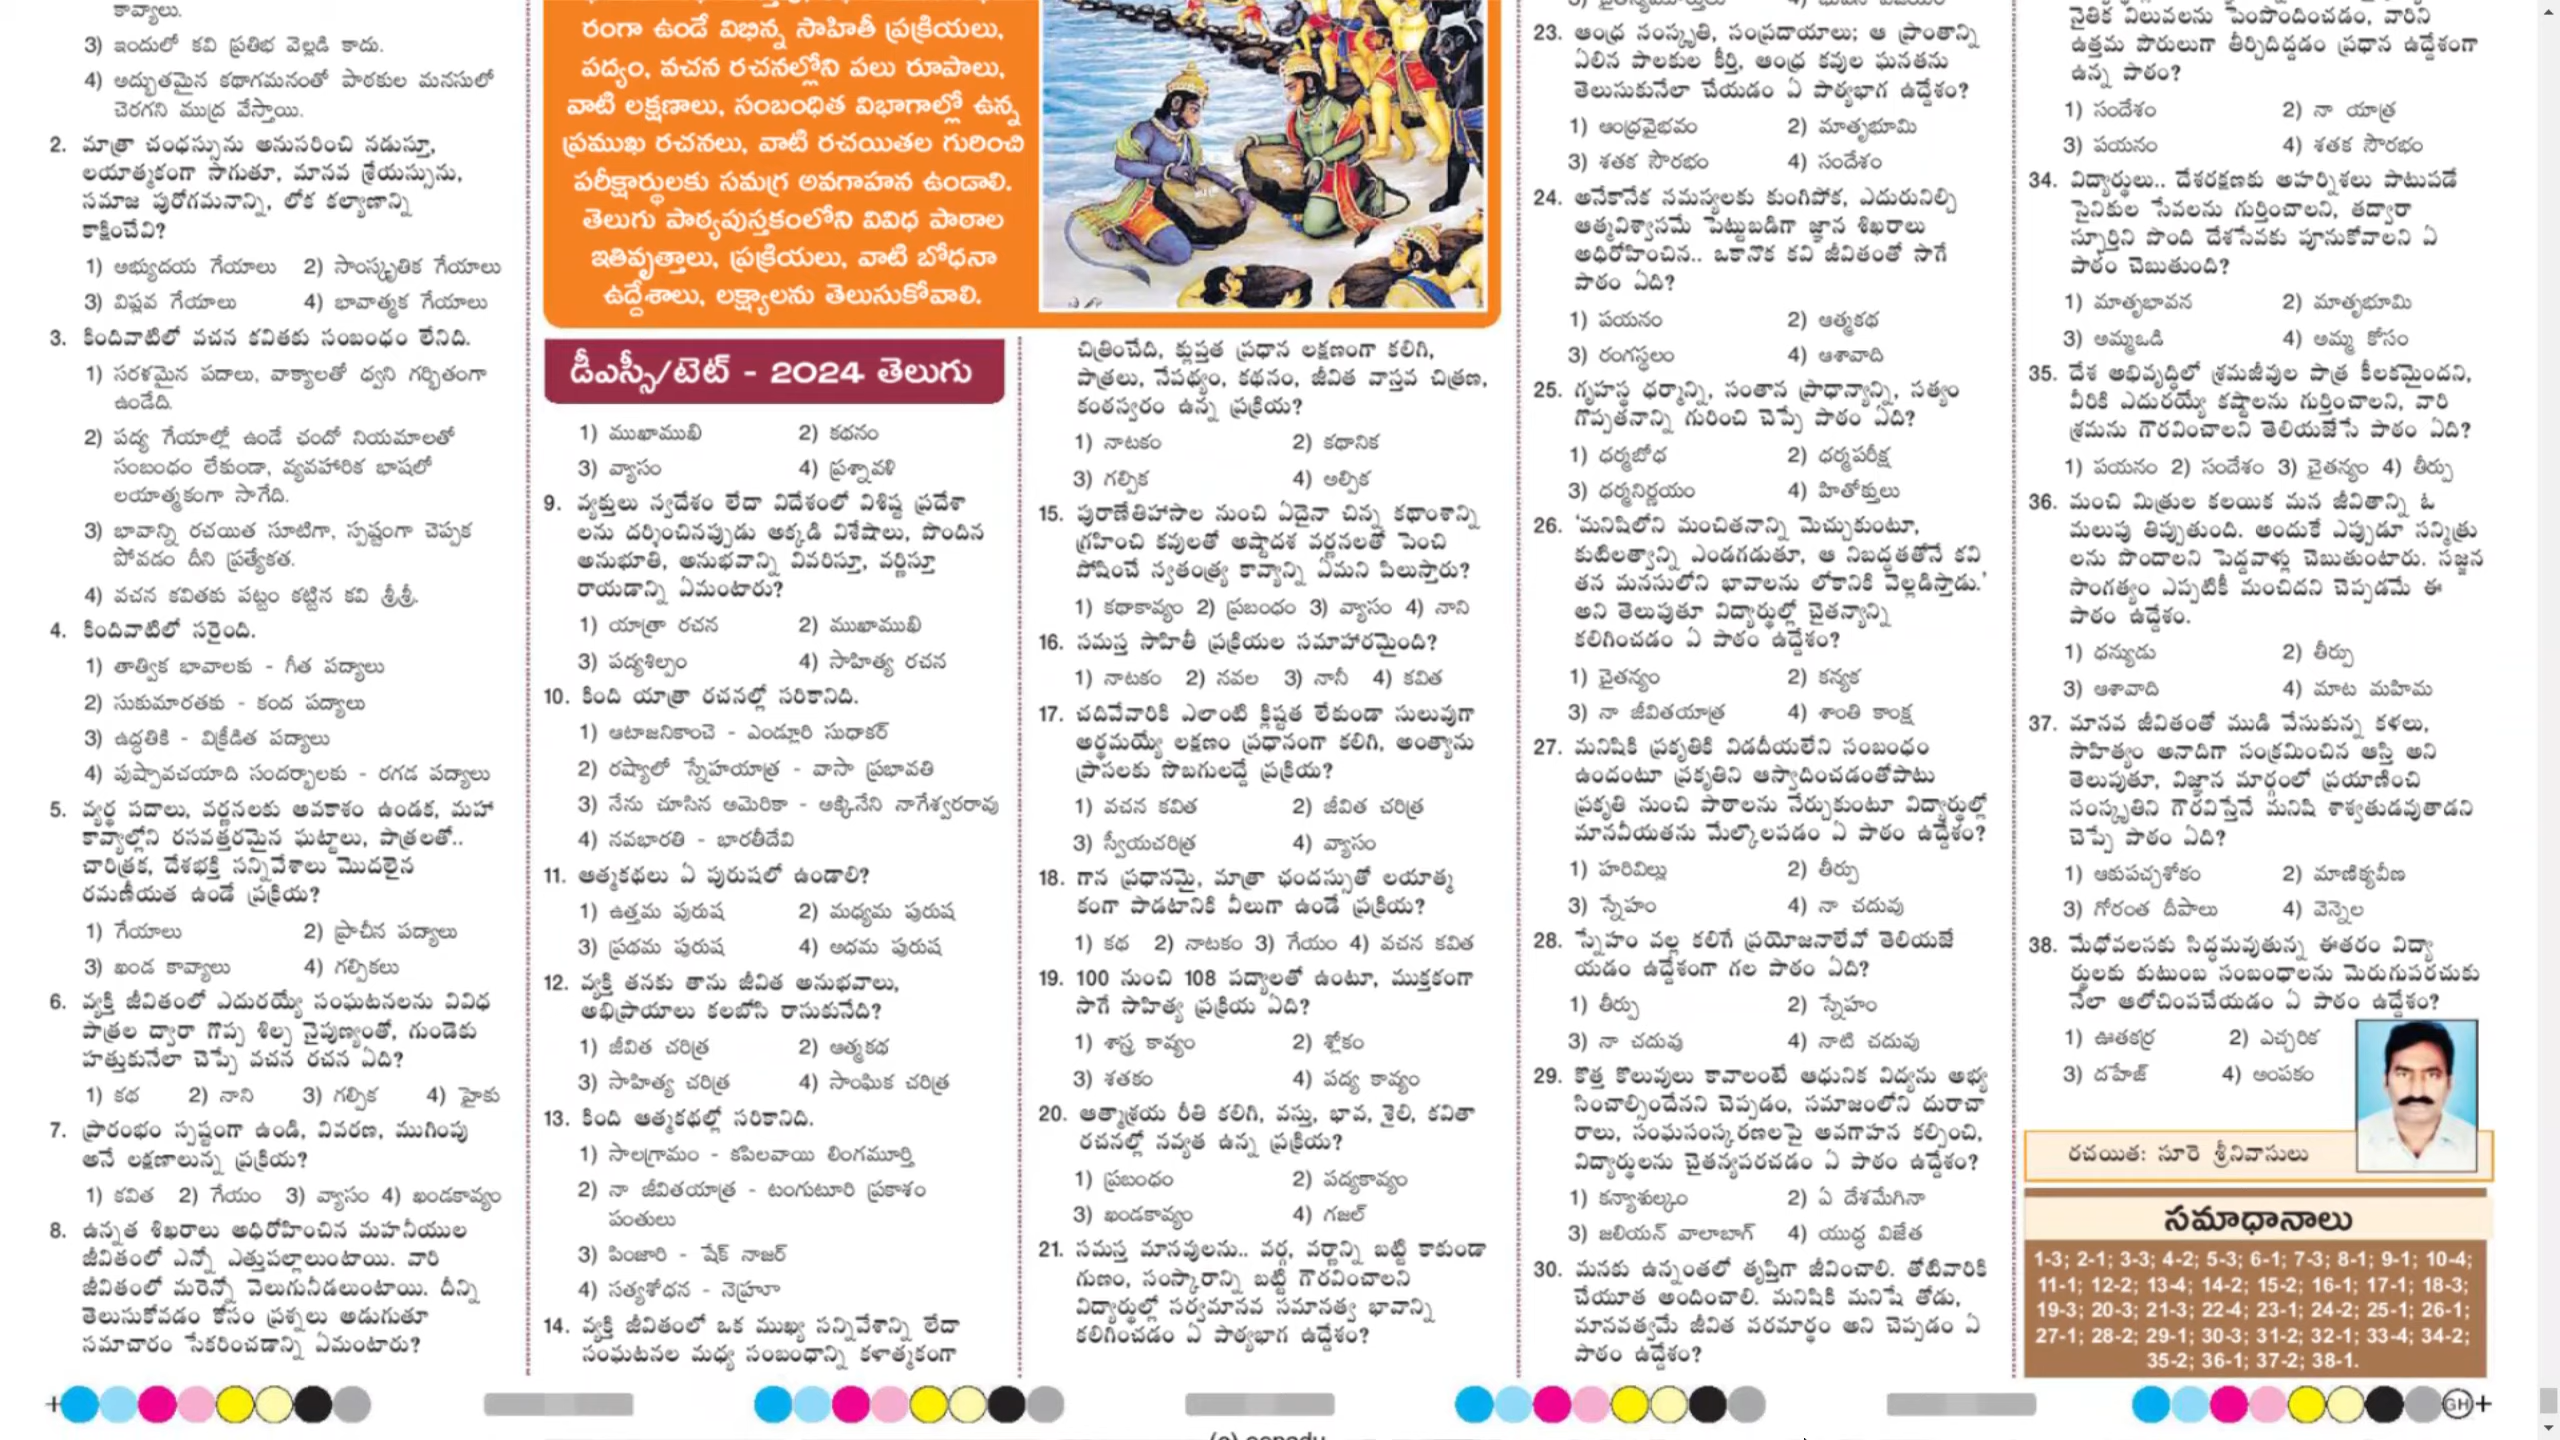 కావ్యాలు.
3) ఇందులో కవి ప్రతిభ వెల్లడి కాదు.
4) అద్భుతమైన కథాగమనంతో పాఠకుల మనసులో
చెరగని ముద్ర వేస్తాయి.
2. మాత్రా చంధస్సును అనుసరించి నడుస్తూ,
లయాత్మకంగా సాగుతూ, మానవ శ్రేయస్సును,
సమాజ పురోగమనాన్ని, లోక కల్యాణాన్ని
కాక్షించేవి?
1) అభ్యుదయ గేయాలు 2) సాంస్కృతిక గేయాలు
3) విప్లవ గేయాలు 4) భావాత్మక గేయాలు
3. కిందివాటిలో వచన కవితకు సంబంధం లేనిది.
1) సరళమైన పదాలు, వాక్యాలతో ధ్వని గర్భితంగా
ఉండేది.
2) పద్య గేయాల్లో ఉండే ఛందో నియమాలతో
సంబంధం లేకుండా, వ్యవహారిక భాషలో
లయాత్మకంగా సాగేది.
3) భావాన్ని రచయిత సూటిగా, స్పష్టంగా చెప్పక
పోవడం దీని ప్రత్యేకత.
4) వచన కవితకు పట్టం కట్టిన కవి శ్రీశ్రీ.
4. కిందివాటిలో సరైంది.
1) తాత్విక భావాలకు - గీత పద్యాలు
2) సుకుమారతకు - కంద పద్యాలు
3) ఉద్ధతికి - విక్రీడిత పద్యాలు
4) పుష్పావచయాది సందర్భాలకు - రగడ పద్యాలు
5. వ్యర్థ పదాలు, వర్ణనలకు అవకాశం ఉండక, మహా
కావ్యాల్లోని రసవత్తరమైన ఘట్టాలు, పాత్రలతో..
చారిత్రక, దేశభక్తి సన్నివేశాలు మొదలైన
రమణీయత ఉండే ప్రక్రియ?
1) గేయాలు 2) ప్రాచీన పద్యాలు
3) ఖండ కావ్యాలు 4) గల్పికలు
6. వ్యక్తి జీవితంలో ఎదురయ్యే సంఘటనలను వివిధ
పాత్రల ద్వారా గొప్ప శిల్ప నైపుణ్యంతో, గుండెకు
హత్తుకునేలా చెప్పే వచన రచన ఏది?
1) కథ 2) నాని 3) గల్పిక 4) హైకు
7. ప్రారంభం స్పష్టంగా ఉండి, వివరణ, ముగింపు
అనే లక్షణాలున్న ప్రక్రియ?
1) కవిత 2) గేయం 3) వ్యాసం 4) ఖండకావ్యం
8. ఉన్నత శిఖరాలు అధిరోహించిన మహనీయుల
జీవితంలో ఎన్నో ఎత్తుపల్లాలుంటాయి. వారి
జీవితంలో మరెన్నో వెలుగునీడలుంటాయి. దీన్ని
తెలుసుకోవడం కోసం ప్రశ్నలు అడుగుతూ
సమాచారం సేకరించడాన్ని ఏమంటారు?
రంగా ఉండే విభిన్న సాహితీ ప్రక్రియలు,
పద్యం, వచన రచనల్లోని పలు రూపాలు,
వాటి లక్షణాలు, సంబంధిత విభాగాల్లో ఉన్న
ప్రముఖ రచనలు, వాటి రచయితల గురించి
పరీక్షార్థులకు సమగ్ర అవగాహన ఉండాలి.
తెలుగు పాఠ్యపుస్తకంలోని వివిధ పాఠాల
ఇతివృత్తాలు, ప్రక్రియలు, వాటి బోధనా
ఉద్దేశాలు, లక్ష్యాలను తెలుసుకోవాలి.
డీఎస్సీ/టెట్ - 2024 తెలుగు
1) ముఖాముఖి 2) కథనం
3) వ్యాసం 4) ప్రశ్నావళి
9. వ్యక్తులు స్వదేశం లేదా విదేశంలో విశిష్ట ప్రదేశా
లను దర్శించినప్పుడు అక్కడి విశేషాలు, పొందిన
అనుభూతి, అనుభవాన్ని వివరిస్తూ, వర్ణిస్తూ
రాయడాన్ని ఏమంటారు?
1) యాత్రా రచన 2) ముఖాముఖి
3) పద్యశిల్పం 4) సాహిత్య రచన
10. కింది యాత్రా రచనల్లో సరికానిది.
1) ఆటాజనికాంచె - ఎండ్లూరి సుధాకర్
2) రష్యాలో స్నేహయాత్ర - వాసా ప్రభావతి
3) నేను చూసిన అమెరికా - అక్కినేని నాగేశ్వరరావు
4) నవభారతి - భారతీదేవి
11. ఆత్మకథలు ఏ పురుషలో ఉండాలి?
1) ఉత్తమ పురుష 2) మధ్యమ పురుష
3) ప్రథమ పురుష 4) అధమ పురుష
12. వ్యక్తి తనకు తాను జీవిత అనుభవాలు,
అభిప్రాయాలు కలబోసి రాసుకునేది?
1) జీవిత చరిత్ర 2) ఆత్మకథ
3) సాహిత్య చరిత్ర 4) సాంఘిక చరిత్ర
13. కింది ఆత్మకథల్లో సరికానిది.
1) సాలగ్రామం - కపిలవాయి లింగమూర్తి
2) నా జీవితయాత్ర - టంగుటూరి ప్రకాశం
పంతులు
3) పింజారి - షేక్ నాజర్
4) సత్యశోధన - నెహ్రూ
14. వ్యక్తి జీవితంలో ఒక ముఖ్య సన్నివేశాన్ని లేదా
సంఘటనల మధ్య సంబంధాన్ని కళాత్మకంగా
చిత్రించేది, క్లుప్తత ప్రధాన లక్షణంగా కలిగి,
పాత్రలు, నేపథ్యం, కథనం, జీవిత వాస్తవ చిత్రణ,
కంఠస్వరం ఉన్న ప్రక్రియ?
1) నాటకం 2) కథానిక
3) గల్పిక 4) అల్పిక
15. పురాణేతిహాసాల నుంచి ఏదైనా చిన్న కథాంశాన్ని
గ్రహించి కవులతో అష్టాదశ వర్ణనలతో పెంచి
పోషించే స్వతంత్ర్య కావ్యాన్ని ఏమని పిలుస్తారు?
1) కథాకావ్యం 2) ప్రబంధం 3) వ్యాసం 4) నాని
16. సమస్త సాహితీ ప్రక్రియల సమాహారమైంది?
1) నాటకం 2) నవల 3) నానీ 4) కవిత
17. చదివేవారికి ఎలాంటి క్లిష్టత లేకుండా సులువుగా
అర్థమయ్యే లక్షణం ప్రధానంగా కలిగి, అంత్యాను
ప్రాసలకు సొబగులద్దే ప్రక్రియ?
1) వచన కవిత 2) జీవిత చరిత్ర
3) స్వీయచరిత్ర 4) వ్యాసం
18. గాన ప్రధానమై, మాత్రా ఛందస్సుతో లయాత్మ
కంగా పాడటానికి వీలుగా ఉండే ప్రక్రియ?
1) కథ 2) నాటకం 3) గేయం 4) వచన కవిత
19. 100 నుంచి 108 పద్యాలతో ఉంటూ, ముక్తకంగా
సాగే సాహిత్య ప్రక్రియ ఏది?
1) శాస్త్ర కావ్యం 2) శ్లోకం
3) శతకం 4) పద్య కావ్యం
20. ఆత్మాశ్రయ రీతి కలిగి, వస్తు, భావ, శైలి, కవితా
రచనల్లో నవ్యత ఉన్న ప్రక్రియ?
1) ప్రబంధం 2) పద్యకావ్యం
3) ఖండకావ్యం 4) గజల్
21. సమస్త మానవులను.. వర్గ, వర్ణాన్ని బట్టి కాకుండా
గుణం, సంస్కారాన్ని బట్టి గౌరవించాలని
విద్యార్థుల్లో సర్వమానవ సమానత్వ భావాన్ని
కలిగించడం ఏ పాఠ్యభాగ ఉద్దేశం?
23. ఆంధ్ర సంస్కృతి, సంప్రదాయాలు; ఆ ప్రాంతాన్ని
ఏలిన పాలకుల కీర్తి, ఆంధ్ర కవుల ఘనతను
తెలుసుకునేలా చేయడం ఏ పాఠ్యభాగ ఉద్దేశం?
1) ఆంధ్రవైభవం 2) మాతృభూమి
3) శతక సౌరభం 4) సందేశం
24. అనేకానేక సమస్యలకు కుంగిపోక, ఎదురునిల్చి
ఆత్మవిశ్వాసమే పెట్టుబడిగా జ్ఞాన శిఖరాలు
అధిరోహించిన.. ఒకానొక కవి జీవితంతో సాగే
పాఠం ఏది?
1) పయనం 2) ఆత్మకథ
3) రంగస్థలం 4) ఆశావాది
25. గృహస్థ ధర్మాన్ని, సంతాన ప్రాధాన్యాన్ని, సత్యం
గొప్పతనాన్ని గురించి చెప్పే పాఠం ఏది?
1) ధర్మబోధ 2) ధర్మపరీక్ష
3) ధర్మనిర్ణయం 4) హితోక్తులు
26. 'మనిషిలోని మంచితనాన్ని మెచ్చుకుంటూ,
కుటిలత్వాన్ని ఎండగడుతూ, ఆ నిబద్ధతతోనే కవి
తన మనసులోని భావాలను లోకానికి వెల్లడిస్తాడు.'
అని తెలుపుతూ విద్యార్థుల్లో చైతన్యాన్ని
కలిగించడం ఏ పాఠం ఉద్దేశం?
1) చైతన్యం 2) కన్యక
3) నా జీవితయాత్ర 4) శాంతి కాంక్ష
27. మనిషికి ప్రకృతికి విడదీయలేని సంబంధం
ఉందంటూ ప్రకృతిని ఆస్వాదించడంతోపాటు
ప్రకృతి నుంచి పాఠాలను నేర్చుకుంటూ విద్యార్థుల్లో
మానవీయతను మేల్కొలపడం ఏ పాఠం ఉద్దేశం?
1) హరివిల్లు 2) తీర్పు
3) స్నేహం 4) నా చదువు
28. స్నేహం వల్ల కలిగే ప్రయోజనాలేవో తెలియజే
యడం ఉద్దేశంగా గల పాఠం ఏది?
1) తీర్పు 2) స్నేహం
3) నా చదువు 4) నాటి చదువు
29. కొత్త కొలువులు కావాలంటే ఆధునిక విద్యను అభ్య
సించాల్సిందేనని చెప్పడం, సమాజంలోని దురాచా
రాలు, సంఘసంస్కరణలపై అవగాహన కల్పించి,
విద్యార్థులను చైతన్యపరచడం ఏ పాఠం ఉద్దేశం?
1) కన్యాశుల్కం 2) ఏ దేశమేగినా
3) జలియన్ వాలాబాగ్ 4) యుద్ధ విజేత
30. మనకు ఉన్నంతలో తృప్తిగా జీవించాలి. తోటివారికి
చేయూత అందించాలి. మనిషికి మనిషే తోడు,
మానవత్వమే జీవిత పరమార్థం అని చెప్పడం ఏ
పాఠం ఉద్దేశం?
నైతిక విలువలను పెంపొందించడం, వారిని
ఉత్తమ పౌరులుగా తీర్చిదిద్దడం ప్రధాన ఉద్దేశంగా
ఉన్న పాఠం?
1) సందేశం 2) నా యాత్ర
3) పయనం 4) శతక సౌరభం
34. విద్యార్థులు.. దేశరక్షణకు అహర్నిశలు పాటుపడే
సైనికుల సేవలను గుర్తించాలని, తద్వారా
స్ఫూర్తిని పొంది దేశసేవకు పూనుకోవాలని ఏ
పాఠం చెబుతుంది?
1) మాతృభావన 2) మాతృభూమి
3) అమ్మఒడి 4) అమ్మ కోసం
35. దేశ అభివృద్ధిలో శ్రమజీవుల పాత్ర కీలకమైందని,
వీరికి ఎదురయ్యే కష్టాలను గుర్తించాలని, వారి
శ్రమను గౌరవించాలని తెలియజేసే పాఠం ఏది?
1) పయనం 2) సందేశం 3) చైతన్యం 4) తీర్పు
36. మంచి మిత్రుల కలయిక మన జీవితాన్ని ఓ
మలుపు తిప్పుతుంది. అందుకే ఎప్పుడూ సన్మిత్రు
లను పొందాలని పెద్దవాళ్లు చెబుతుంటారు. సజ్జన
సాంగత్యం ఎప్పటికీ మంచిదని చెప్పడమే ఈ
పాఠం ఉద్దేశం.
1) ధన్యుడు 2) తీర్పు
3) ఆశావాది 4) మాట మహిమ
37. మానవ జీవితంతో ముడి వేసుకున్న కళలు,
సాహిత్యం అనాదిగా సంక్రమించిన ఆస్తి అని
తెలుపుతూ, విజ్ఞాన మార్గంలో ప్రయాణించి
సంస్కృతిని గౌరవిస్తేనే మనిషి శాశ్వతుడవుతాడని
చెప్పే పాఠం ఏది?
1) ఆకుపచ్చశోకం 2) మాణిక్యవీణ
3) గోరంత దీపాలు 4) వెన్నెల
38. మేధోవలసకు సిద్ధమవుతున్న ఈతరం విద్యా
ర్థులకు కుటుంబ సంబంధాలను మెరుగుపరచుకు
నేలా ఆలోచింపచేయడం ఏ పాఠం ఉద్దేశం?
1) ఊతకర్ర 2) ఎచ్చరిక
3) దహేజ్ 4) అంపకం
రచయిత: సూరె శ్రీనివాసులు
సమాధానాలు
1-3; 2-1; 3-3; 4-2; 5-3; 6-1; 7-3; 8-1; 9-1; 10-4;
11-1; 12-2; 13-4; 14-2; 15-2; 16-1; 17-1; 18-3;
19-3; 20-3; 21-3; 22-4; 23-1; 24-2; 25-1; 26-1;
27-1; 28-2; 29-1; 30-3; 31-2; 32-1; 33-4; 34-2;
35-2; 36-1; 37-2; 38-1.
GH